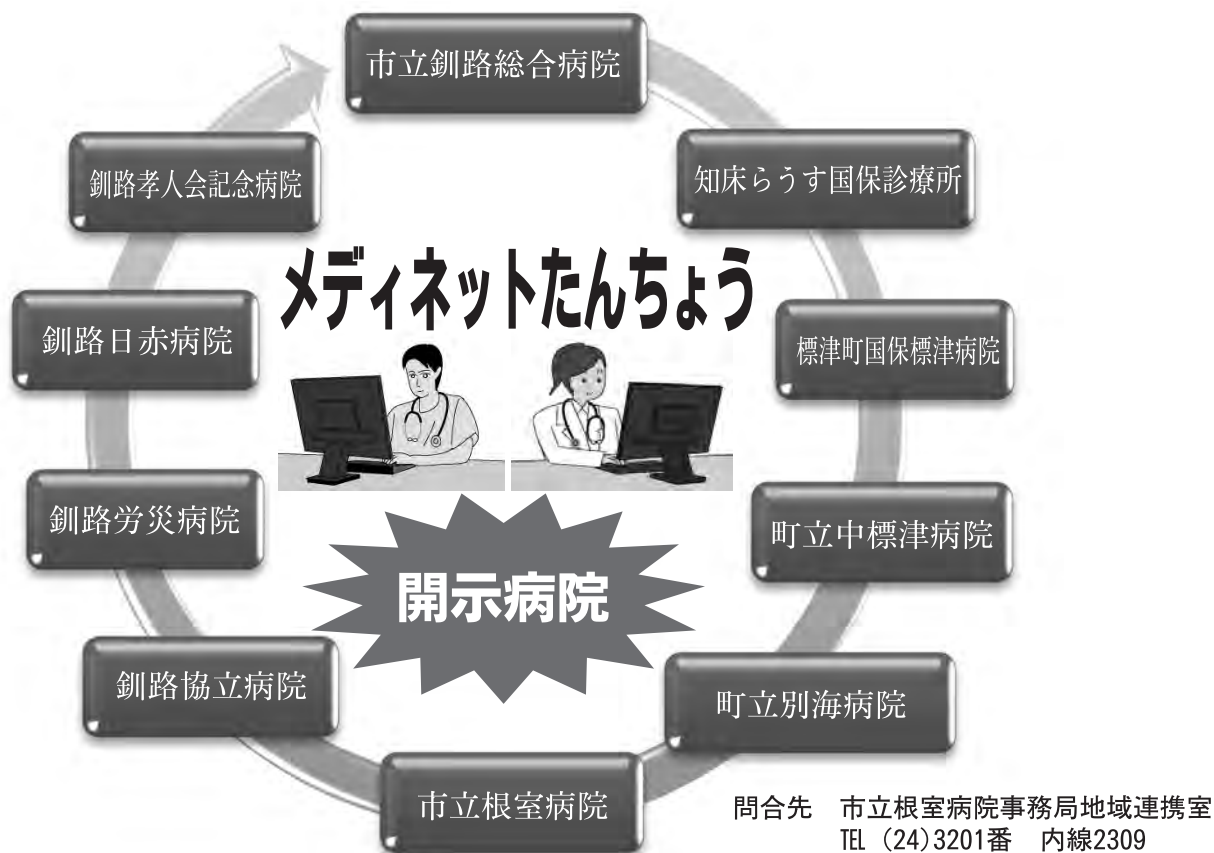 市立釧路総合病院
知床らうす国保診療所
標津町国保標津病院
町立中標津病院
町立別海病院
市立根室病院
釧路協立病院
釧路労災病院
釧路日赤病院
釧路孝仁会記念病院
メディネットたんちょう
開示病院
問合先　市立根室病院事務局地域連携室
TEL (24)3201番　内線2309